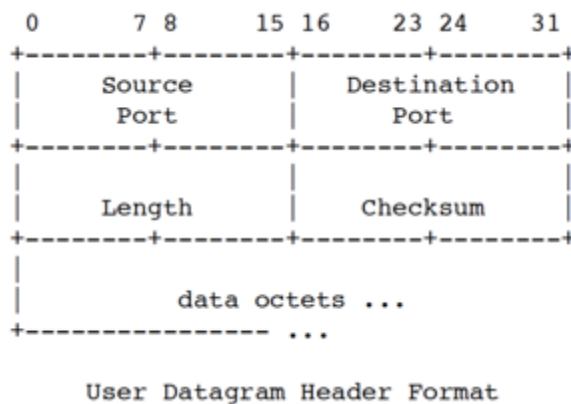 0 7 8 15 16 23 24 31
+--------+--------+--------+--------+
| Source | Destination |
| Port | Port |
+--------+--------+--------+--------+
| | |
| Length | Checksum |
+--------+--------+--------+--------+
|
| data octets ...
+---------------- ...
User Datagram Header Format